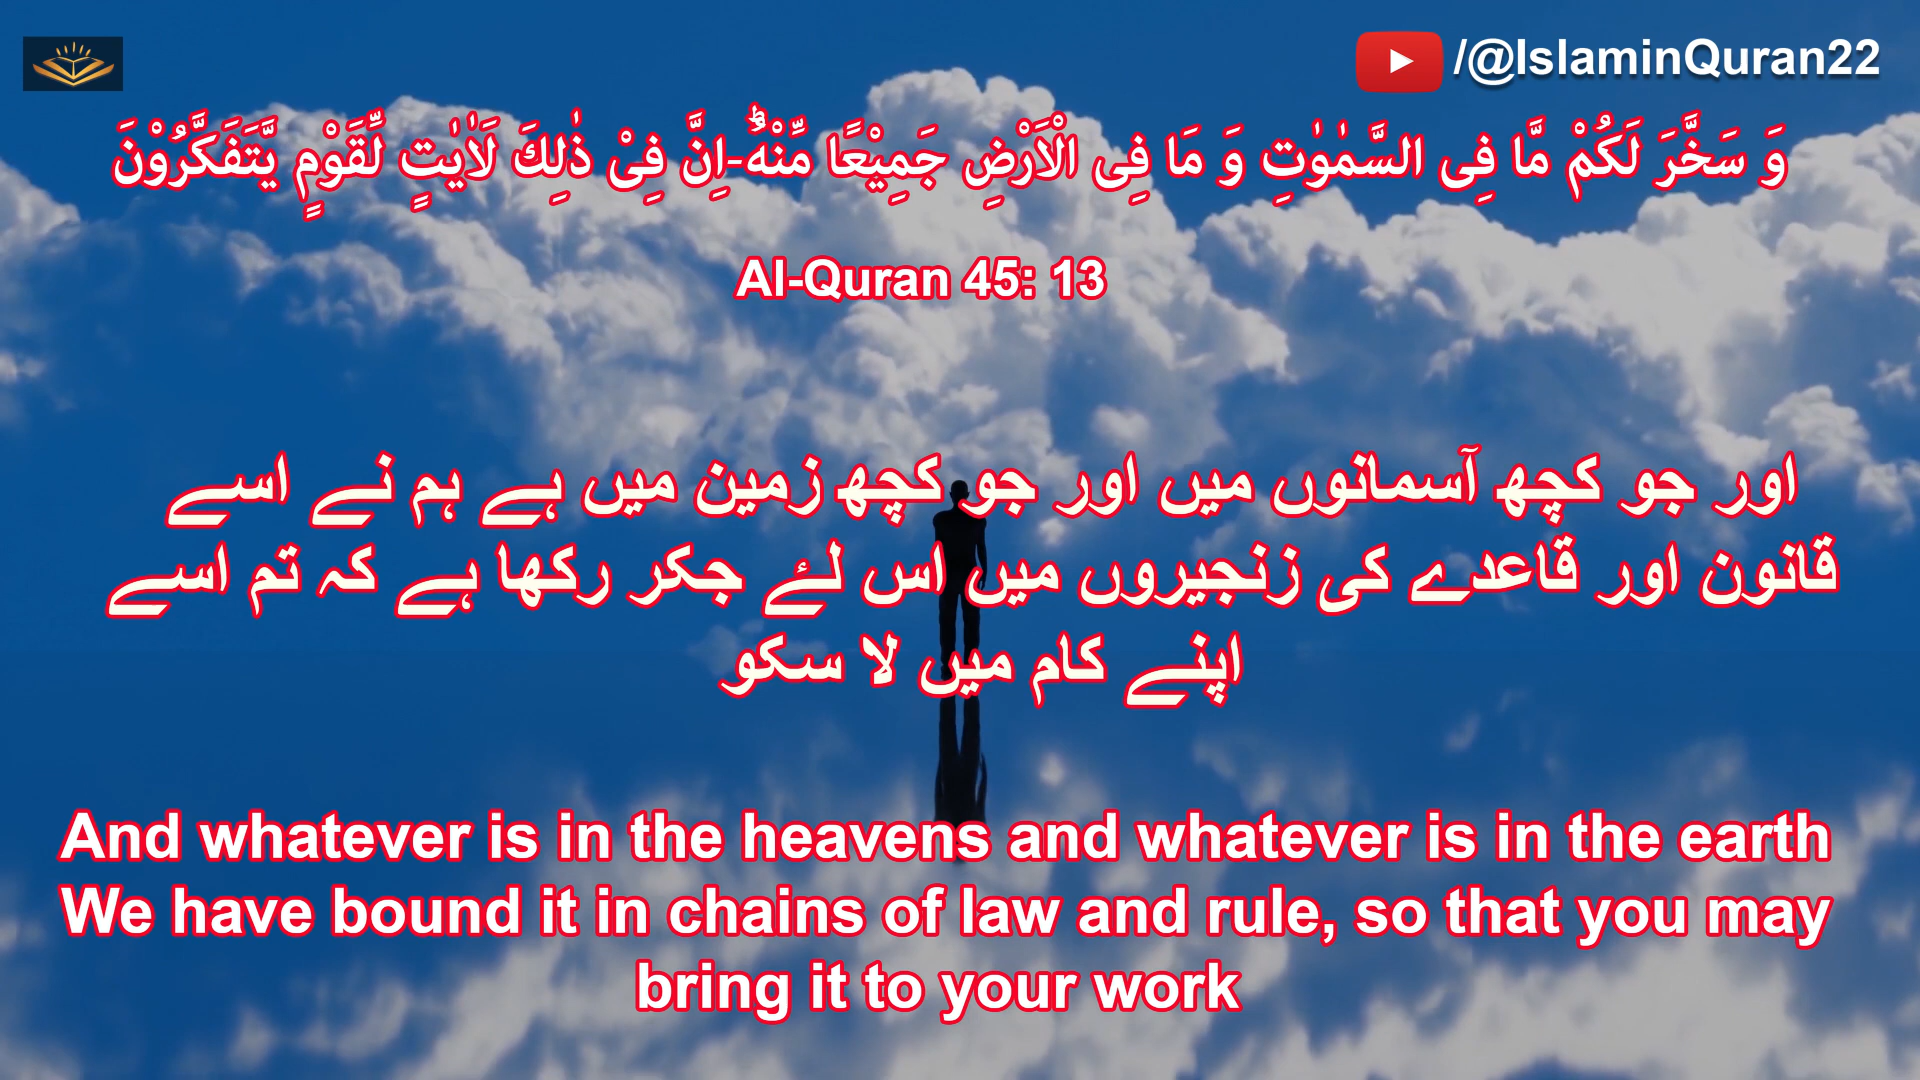 /@IslaminQuran22
وَ سَخَّرَ لَكُمْ مَّا فِی السَّمٰوٰتِ وَ مَا فِی الْاَرْضِ جَمِیْعًا مِّنْهُؕ-اِنَّ فِیْ ذٰلِكَ لَاٰیٰتٍ لِّقَوْمٍ یَّتَفَكَّرُوْنَ
Al-Quran 45: 13
اور جو کچھ آسمانوں میں اور جو کچھ زمین میں ہے ہم نے اسے
قانون اور قاعدے کی زنجیروں میں اس لئے جکر رکھا ہے کہ تم اسے
اپنے کام میں لا سکو
And whatever is in the heavens and whatever is in the earth
We have bound it in chains of law and rule, so that you may
bring it to your work